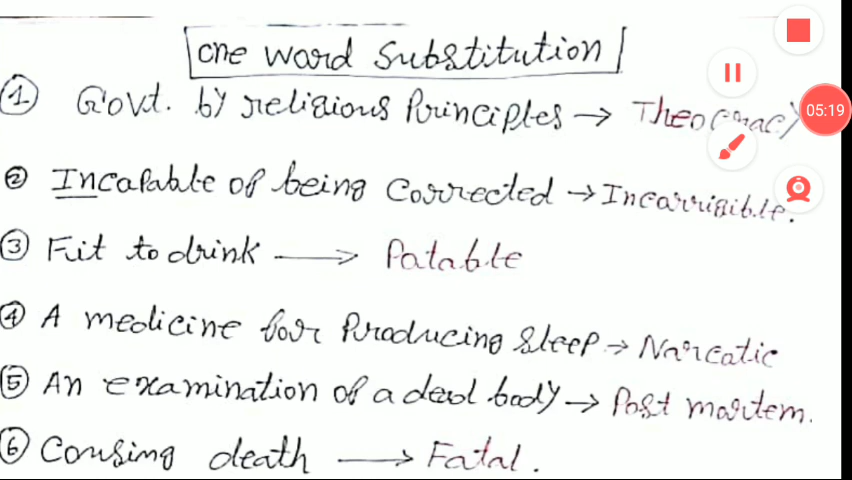 one word Substitution
① Govt. by religious Principles → Theocracy
② Incapable of being corrected → Incorrigible.
③ Fit to drink → Potable
④ A medicine for Producing sleep → Narcotic
⑤ An examination of a dead body → Post mortem.
⑥ Causing death → Fatal.
05:19